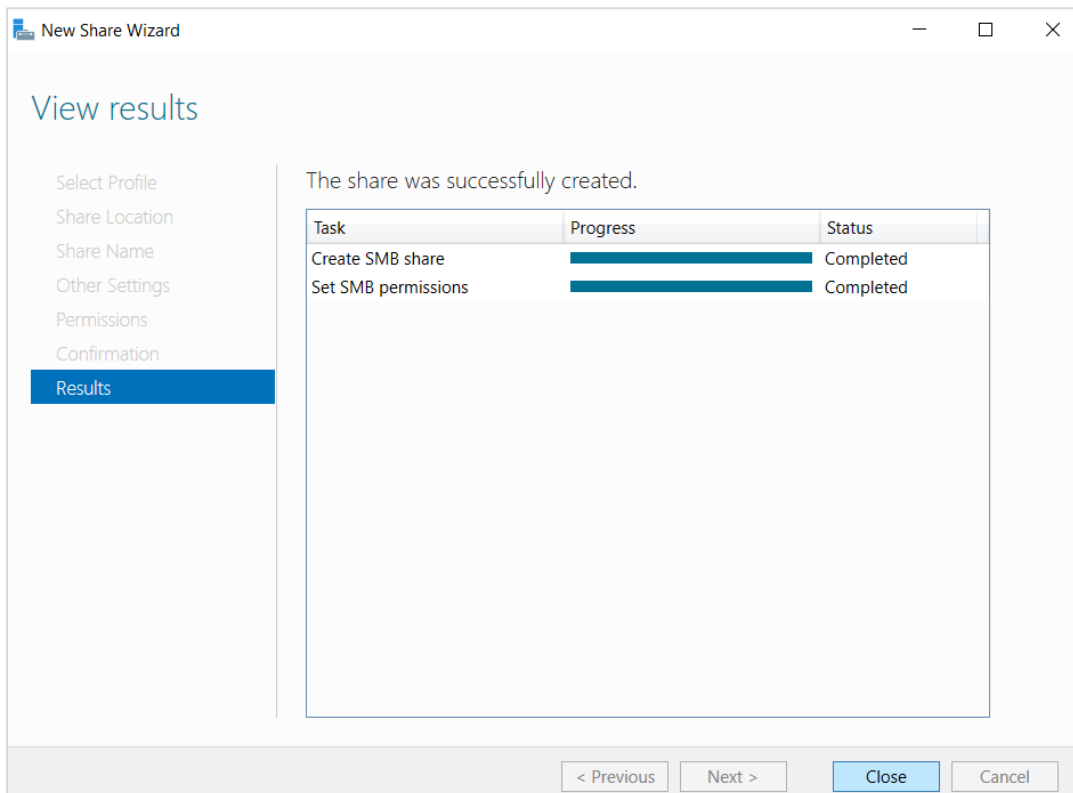 New Share Wizard
View results
Select Profile
Share Location
Share Name
Other Settings
Permissions
Confirmation
Results
The share was successfully created.
Task Progress Status
Create SMB share Completed
Set SMB permissions Completed
< Previous Next > Close Cancel